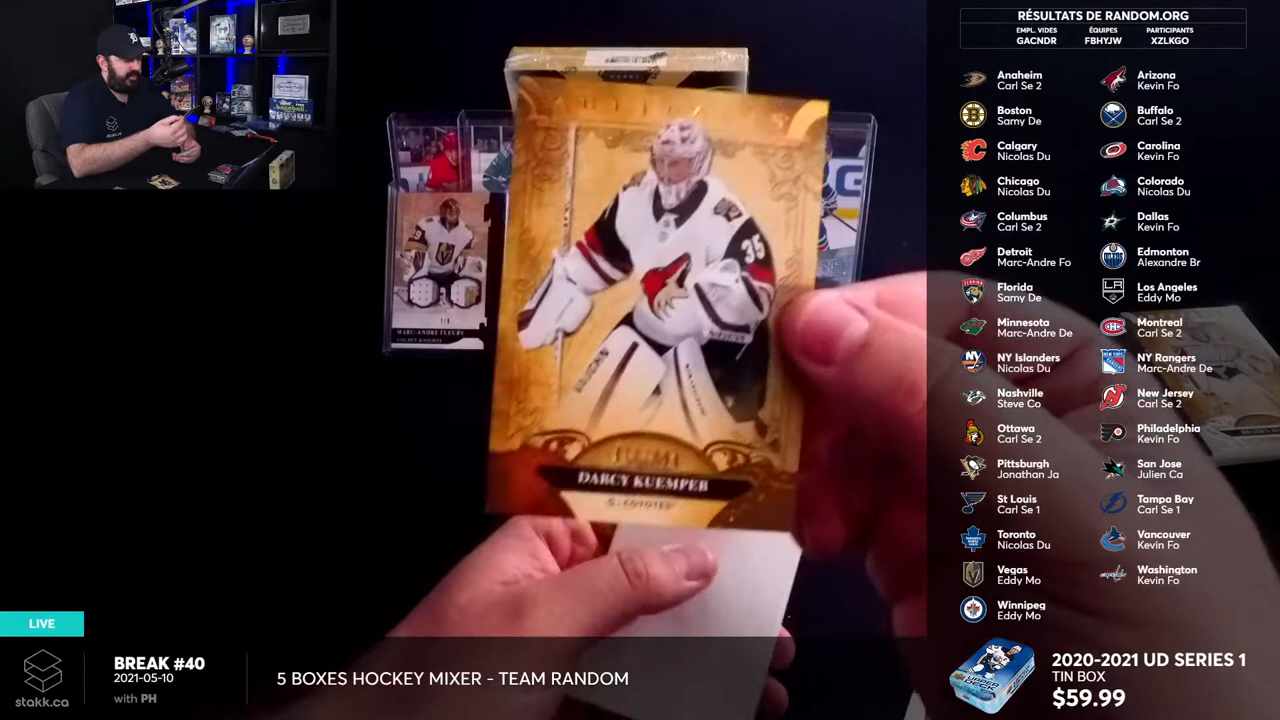 RÉSULTATS DE RANDOM.ORG
EMPL. VIDES
GACNDR
ÉQUIPES
FBHYJW
PARTICIPANTS
XZLKGO
Anaheim
Carl Se 2
Arizona
Kevin Fo
Boston
Samy De
Buffalo
Carl Se 2
Calgary
Nicolas Du
Carolina
Kevin Fo
Chicago
Nicolas Du
Colorado
Nicolas Du
Columbus
Carl Se 2
Dallas
Kevin Fo
Detroit
Marc-Andre Fo
Edmonton
Alexandre Br
Florida
Samy De
Los Angeles
Eddy Mo
Minnesota
Marc-Andre De
Montreal
Carl Se 2
NY Islanders
Nicolas Du
NY Rangers
Marc-Andre De
Nashville
Steve Co
New Jersey
Carl Se 2
Ottawa
Carl Se 2
Philadelphia
Kevin Fo
Pittsburgh
Jonathan Ja
San Jose
Julien Ca
St Louis
Carl Se 1
Tampa Bay
Carl Se 1
Toronto
Nicolas Du
Vancouver
Kevin Fo
Vegas
Eddy Mo
Washington
Kevin Fo
Winnipeg
Eddy Mo
35
DARCY KUEMPER
G. COYOTES
MARC-ANDRE FLEURY
GOLDEN KNIGHTS
LIVE
stakk.ca
BREAK #40
2021-05-10
with PH
5 BOXES HOCKEY MIXER - TEAM RANDOM
2020-2021 UD SERIES 1
TIN BOX
$59.99